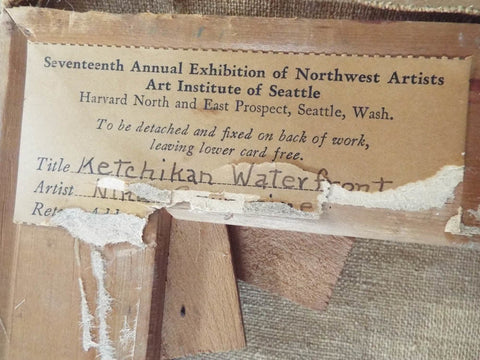 Seventeenth Annual Exhibition of Northwest Artists
Art Institute of Seattle
Harvard North and East Prospect, Seattle, Wash.
To be detached and fixed on back of work,
leaving lower card free.
Title Ketchikan Waterfront
Artist